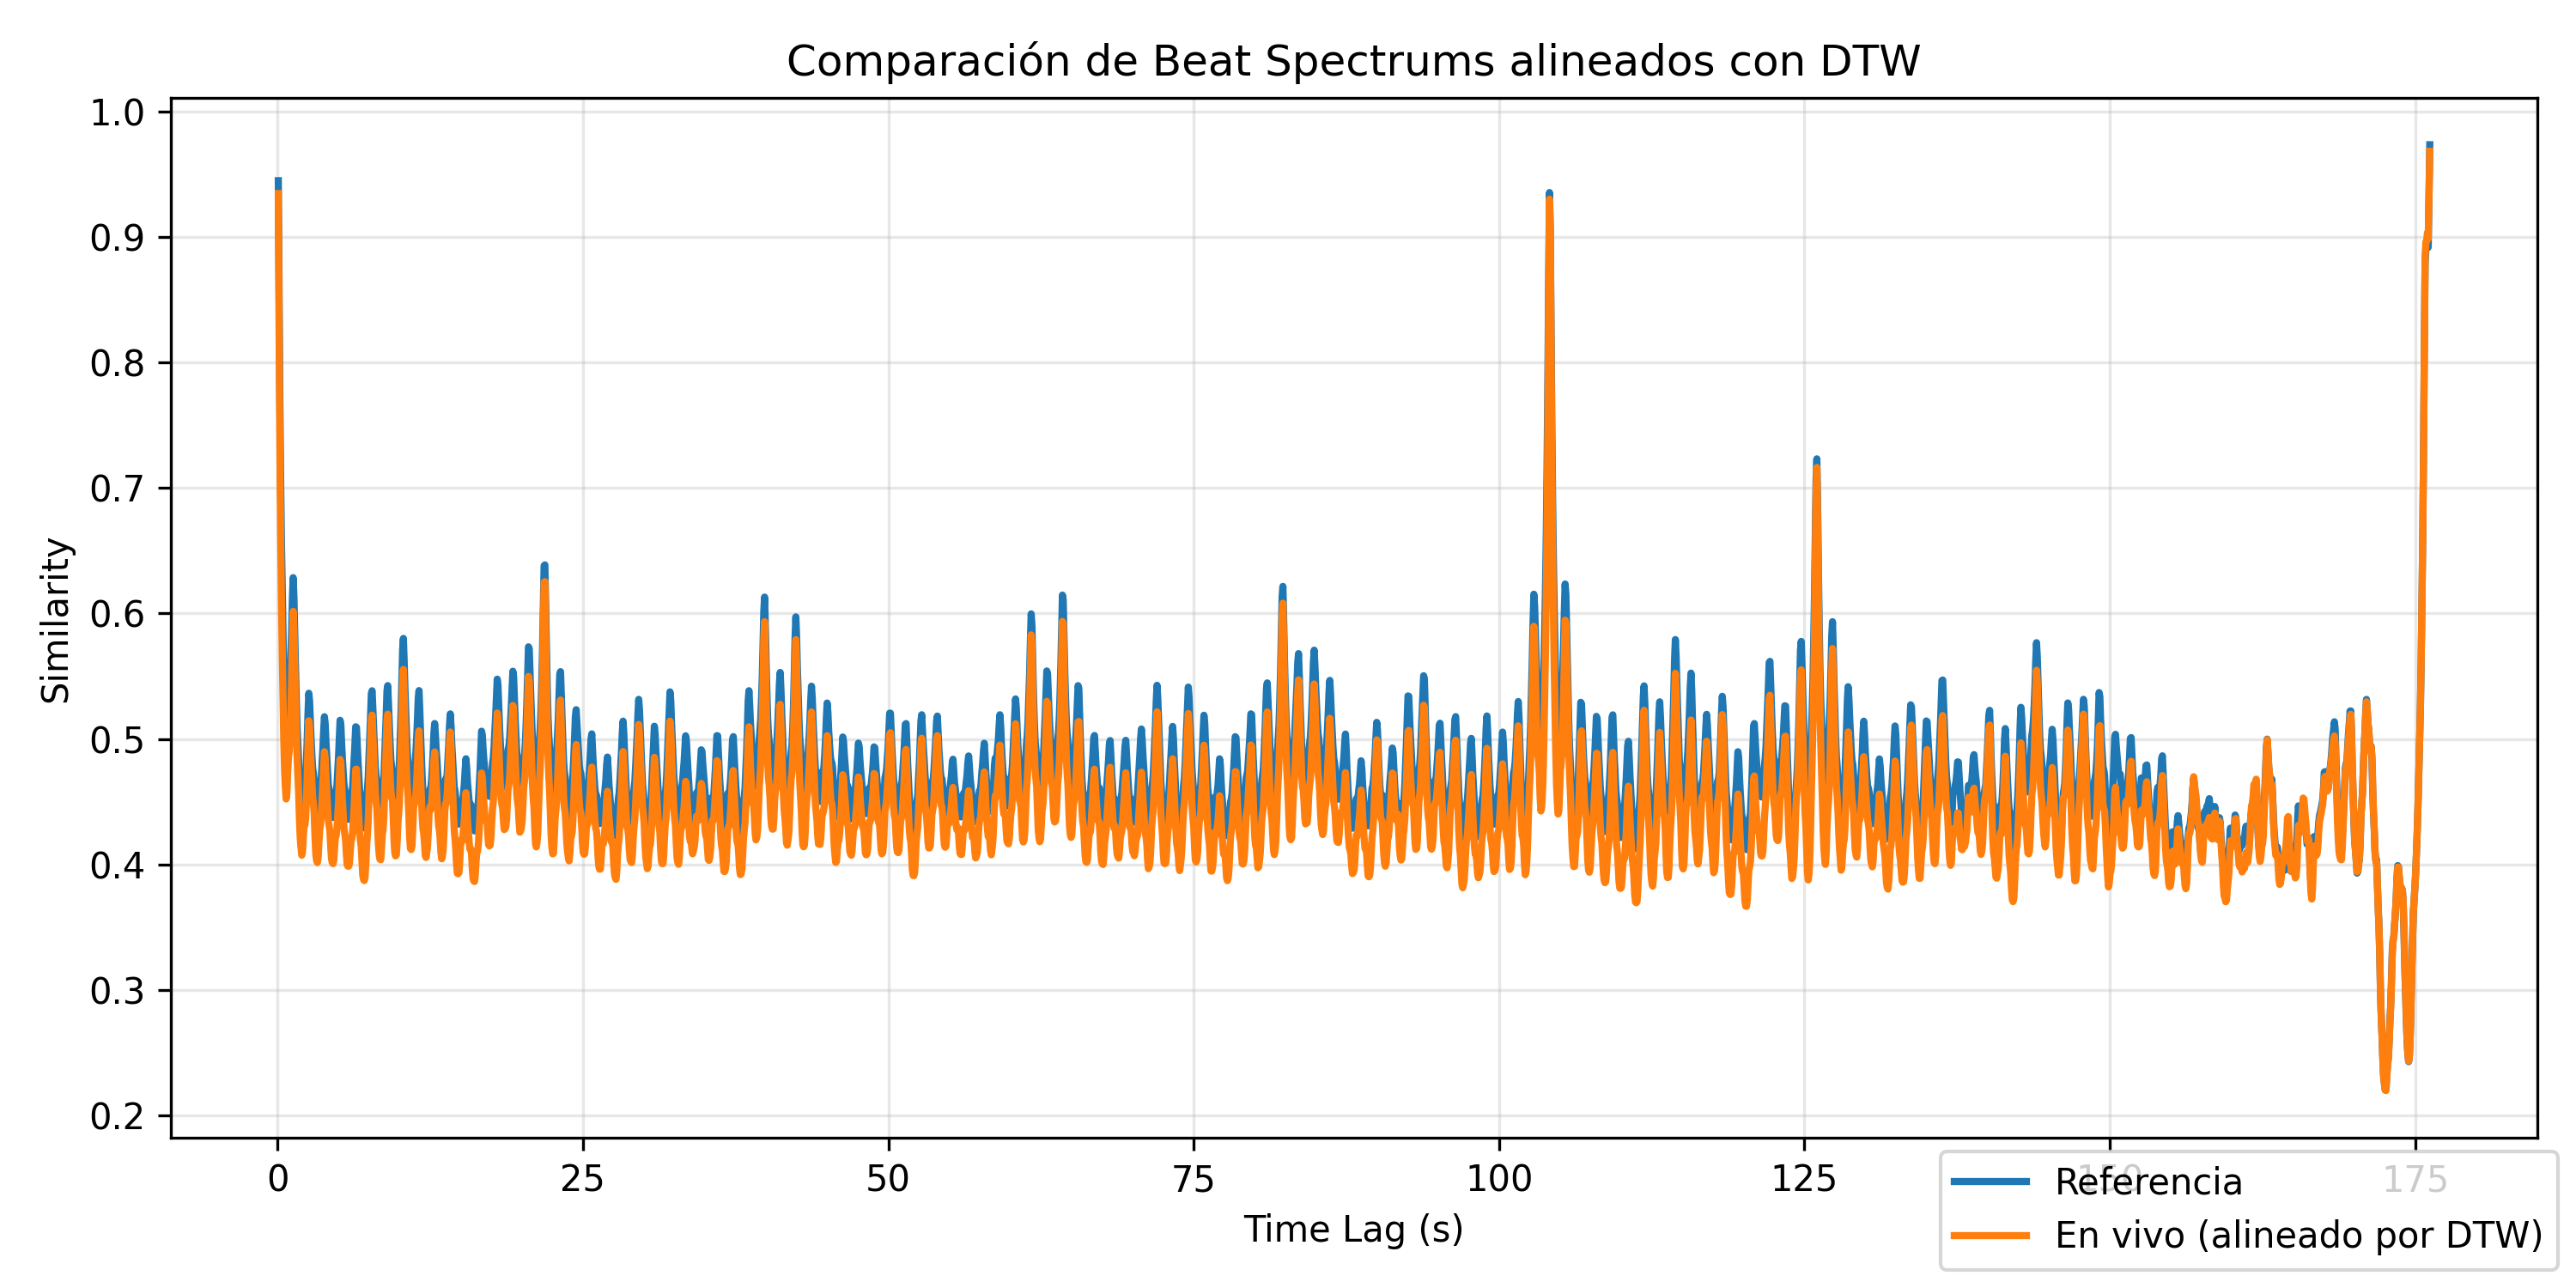 Comparación de Beat Spectrums alineados con DTW
1.0
0.9
0.8
0.7
0.6
0.5
0.4
0.3
0.2
Similarity
0 25 50 75 100 125 150 175
Time Lag (s)
Referencia
En vivo (alineado por DTW)